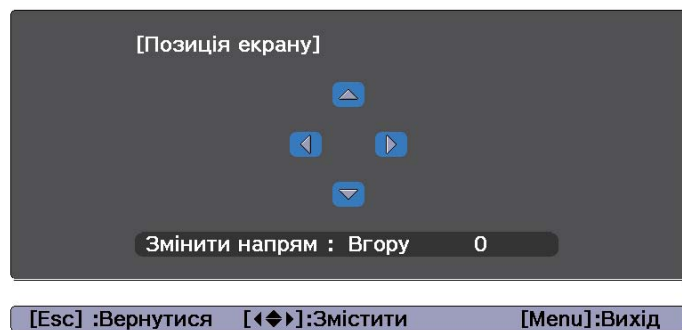 [Позиція екрану]
Змінити напрям : Вгору 0
[Esc] :Вернутися [◂◆▸]:Змістити [Menu]:Вихід